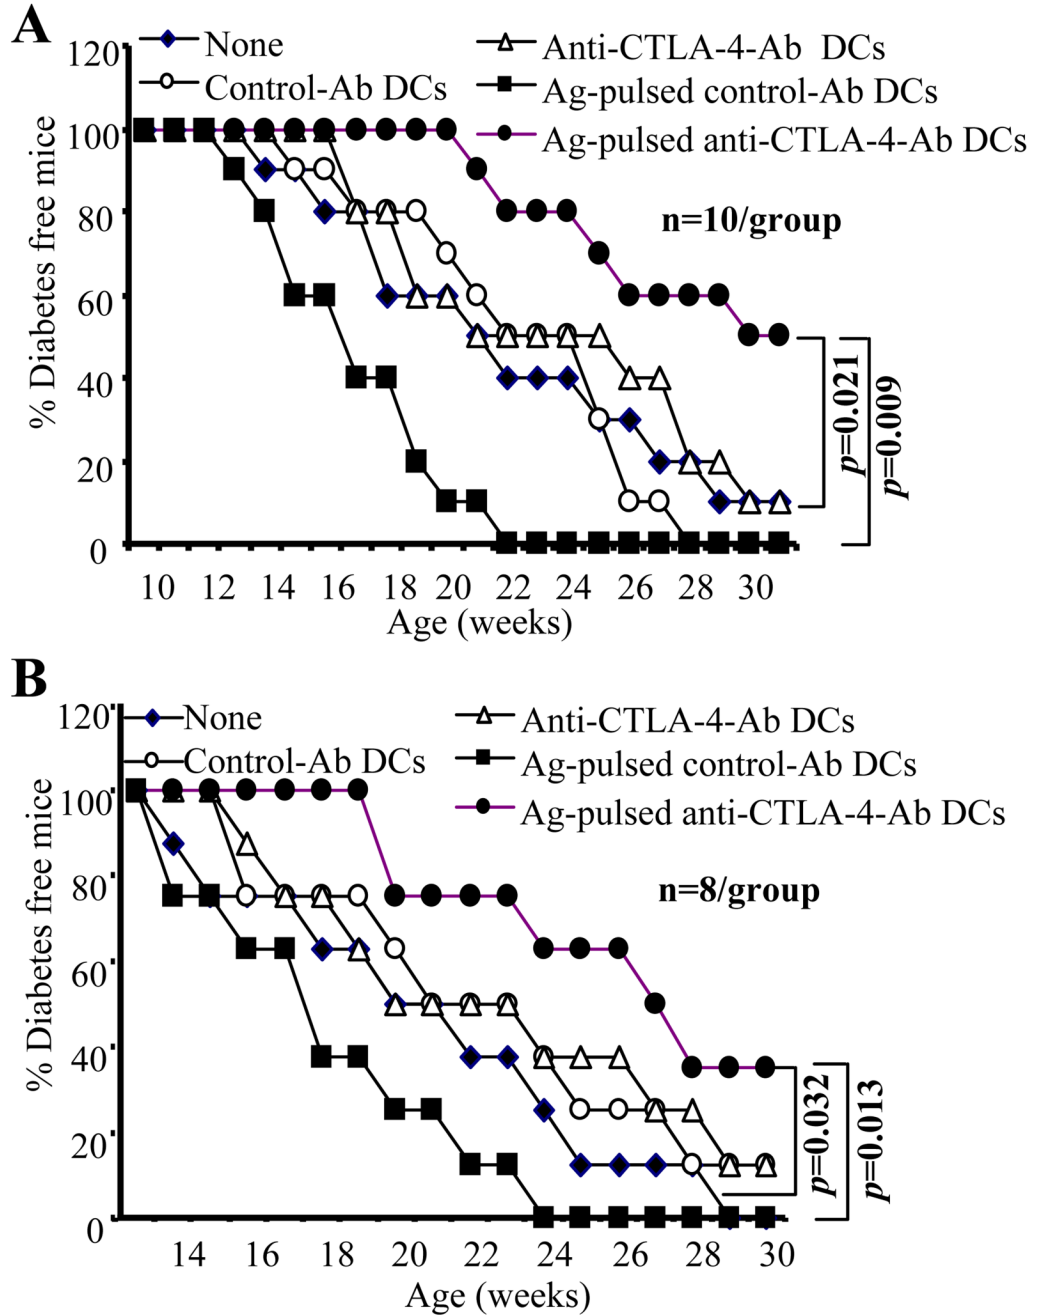 A
None
Control-Ab DCs
Anti-CTLA-4-Ab DCs
Ag-pulsed control-Ab DCs
Ag-pulsed anti-CTLA-4-Ab DCs
n=10/group
% Diabetes free mice
120
100
80
60
40
20
0
p=0.021
p=0.009
10 12 14 16 18 20 22 24 26 28 30
Age (weeks)
B
None
Control-Ab DCs
Anti-CTLA-4-Ab DCs
Ag-pulsed control-Ab DCs
Ag-pulsed anti-CTLA-4-Ab DCs
n=8/group
% Diabetes free mice
120
100
80
60
40
20
0
p=0.032
p=0.013
14 16 18 20 22 24 26 28 30
Age (weeks)